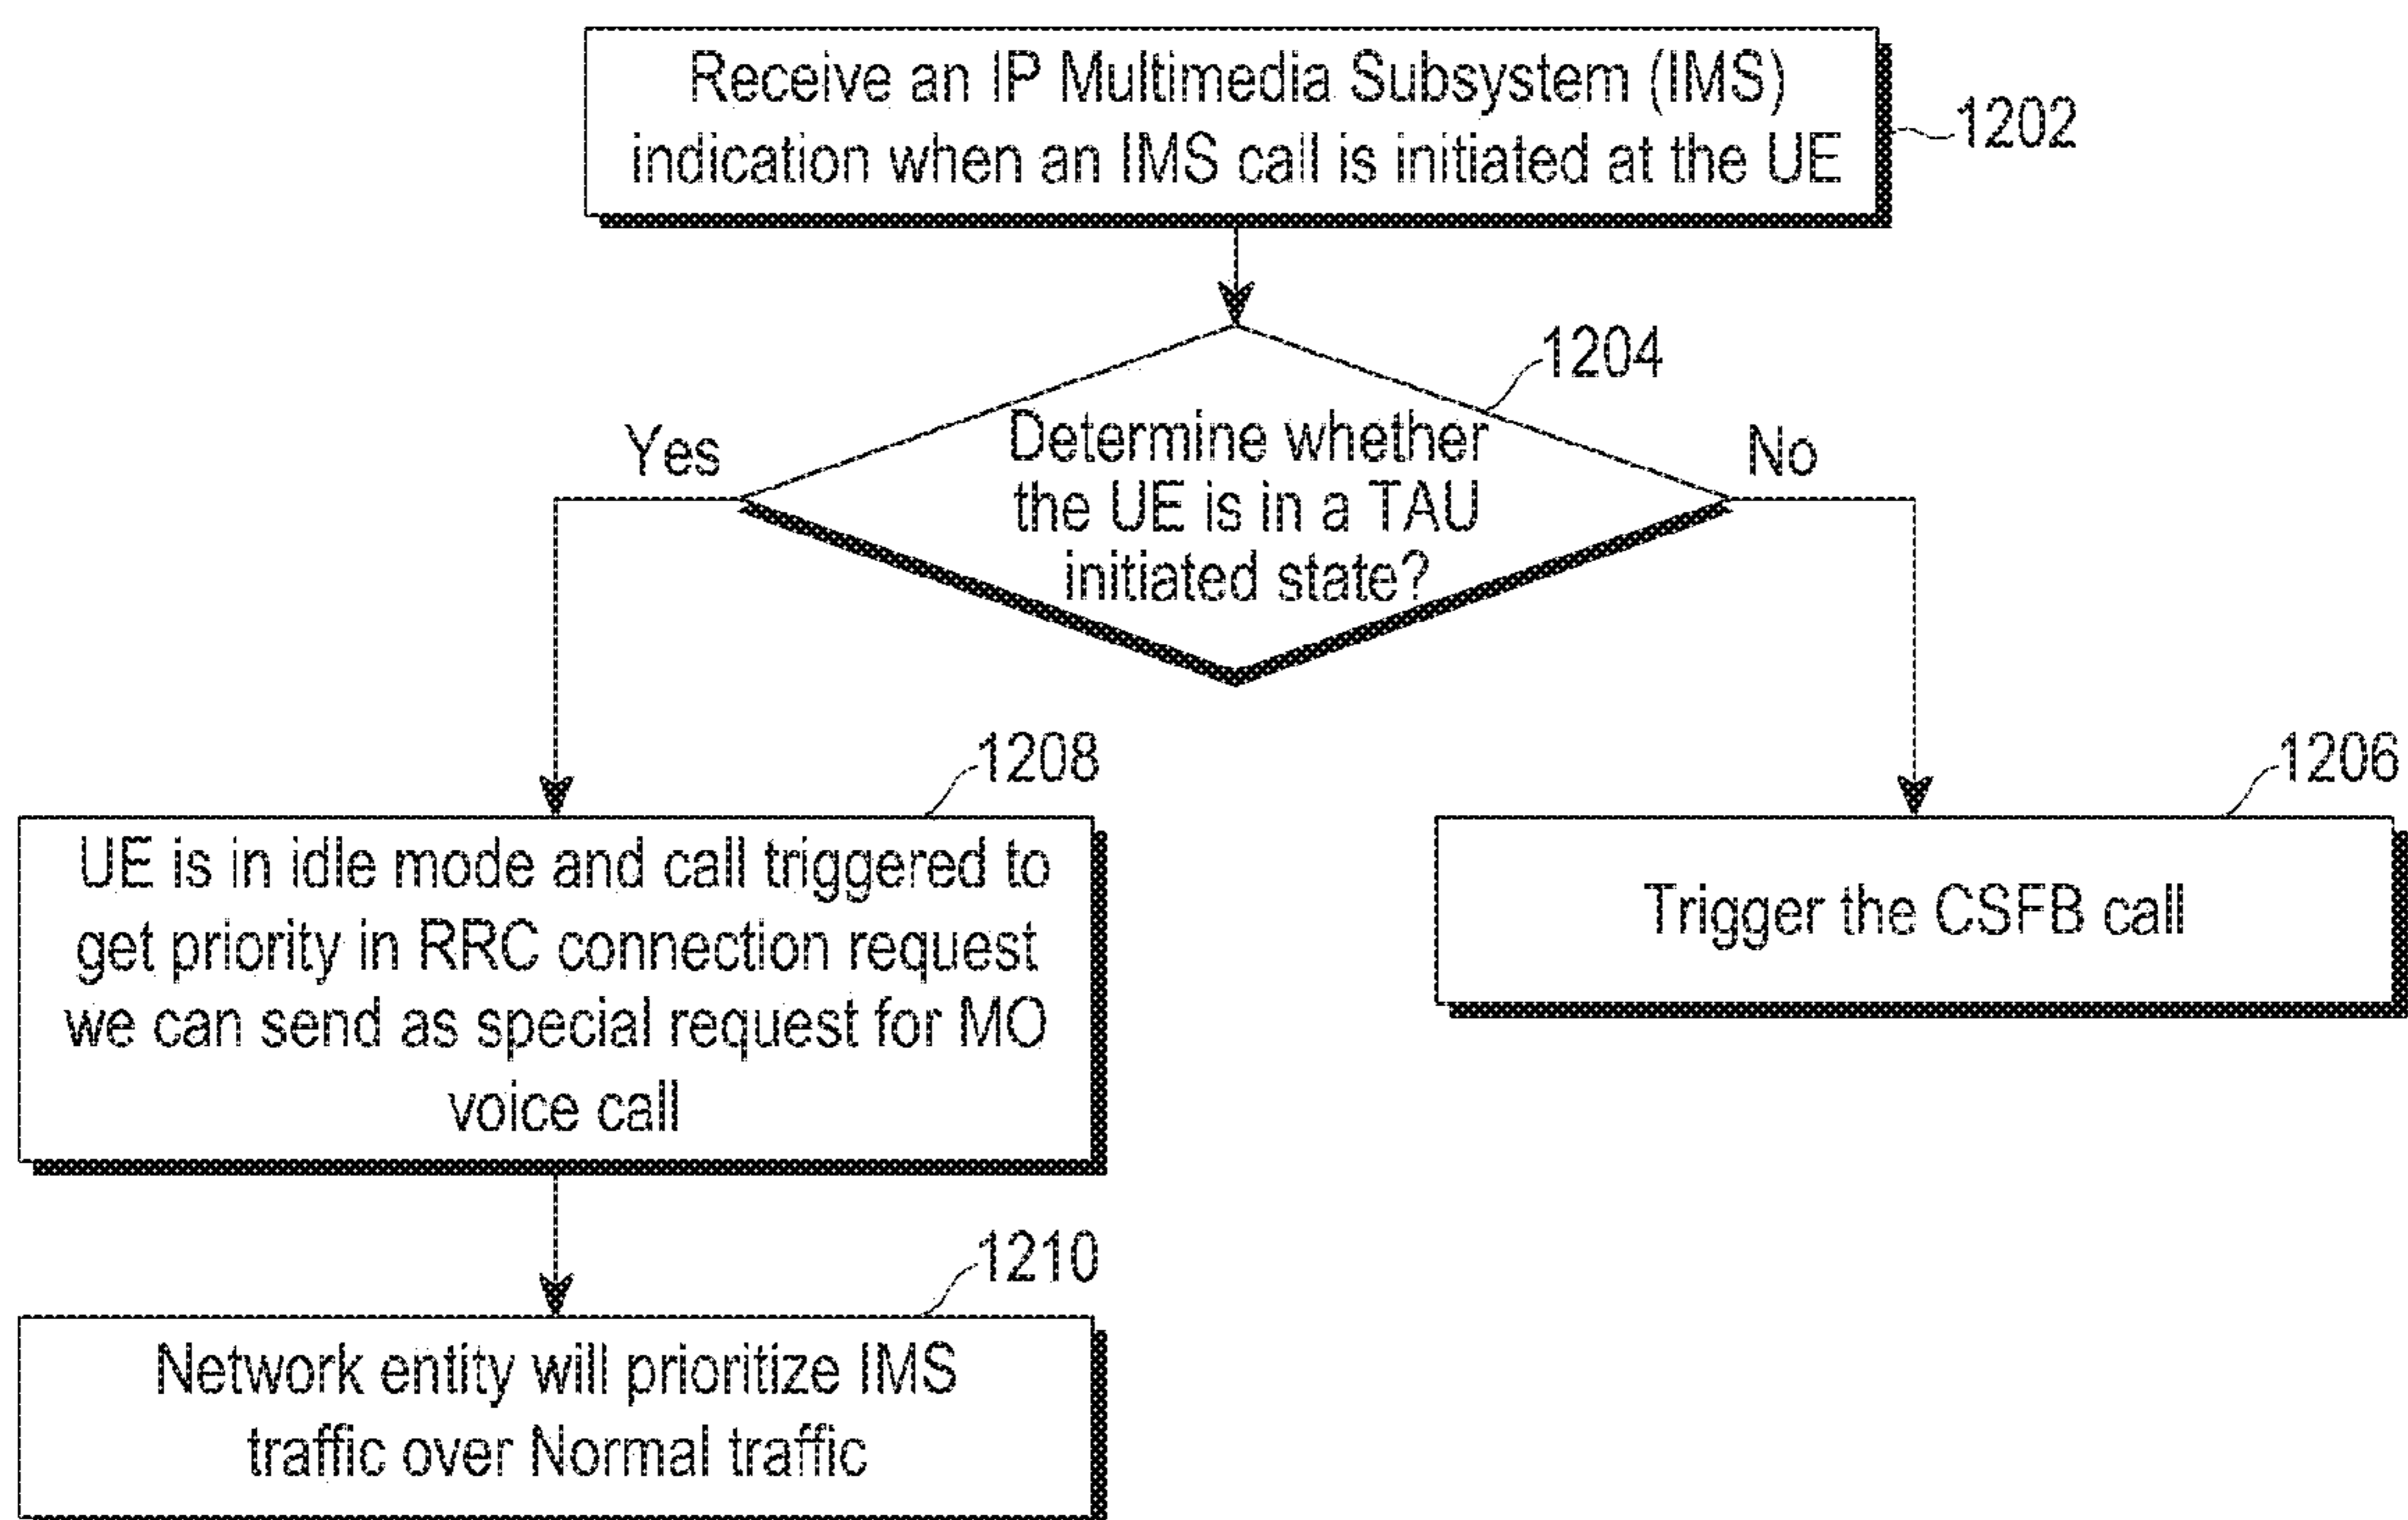 Receive an IP Multimedia Subsystem (IMS)
indication when an IMS call is initiated at the UE
1202
1204
Determine whether
the UE is in a TAU
initiated state?
Yes
No
1208
UE is in idle mode and call triggered to
get priority in RRC connection request
we can send as special request for MO
voice call
1206
Trigger the CSFB call
1210
Network entity will prioritize IMS
traffic over Normal traffic